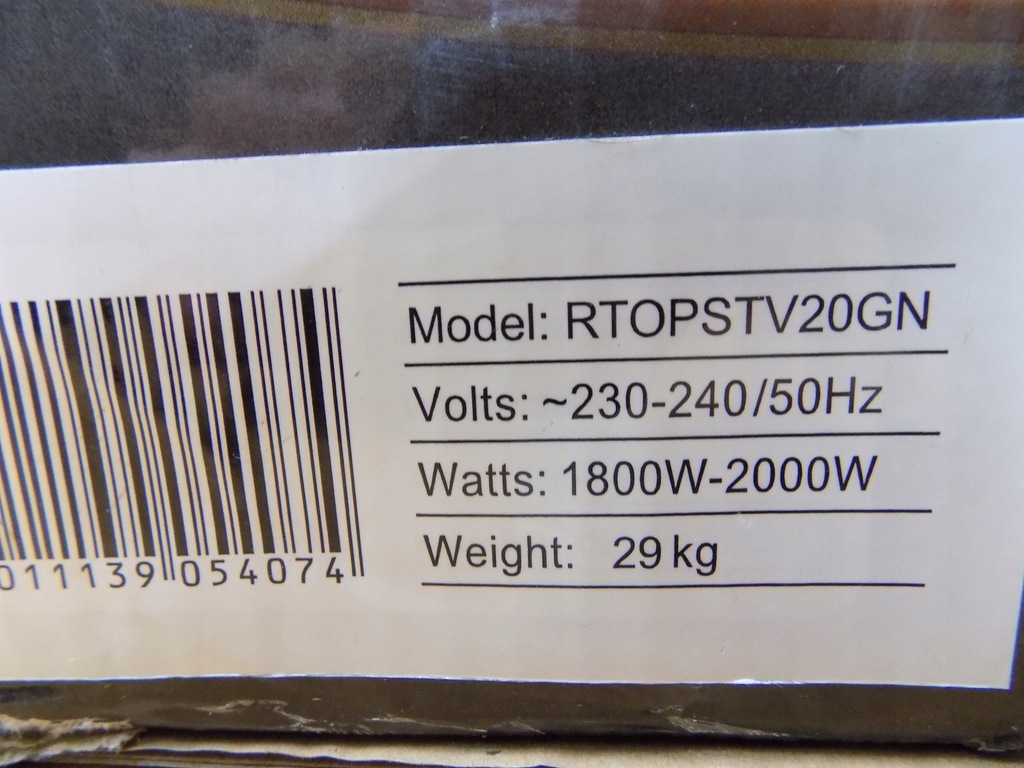 Model: RTOPSTV20GN
Volts: ~230-240/50Hz
Watts: 1800W-2000W
Weight: 29 kg
011139 054074